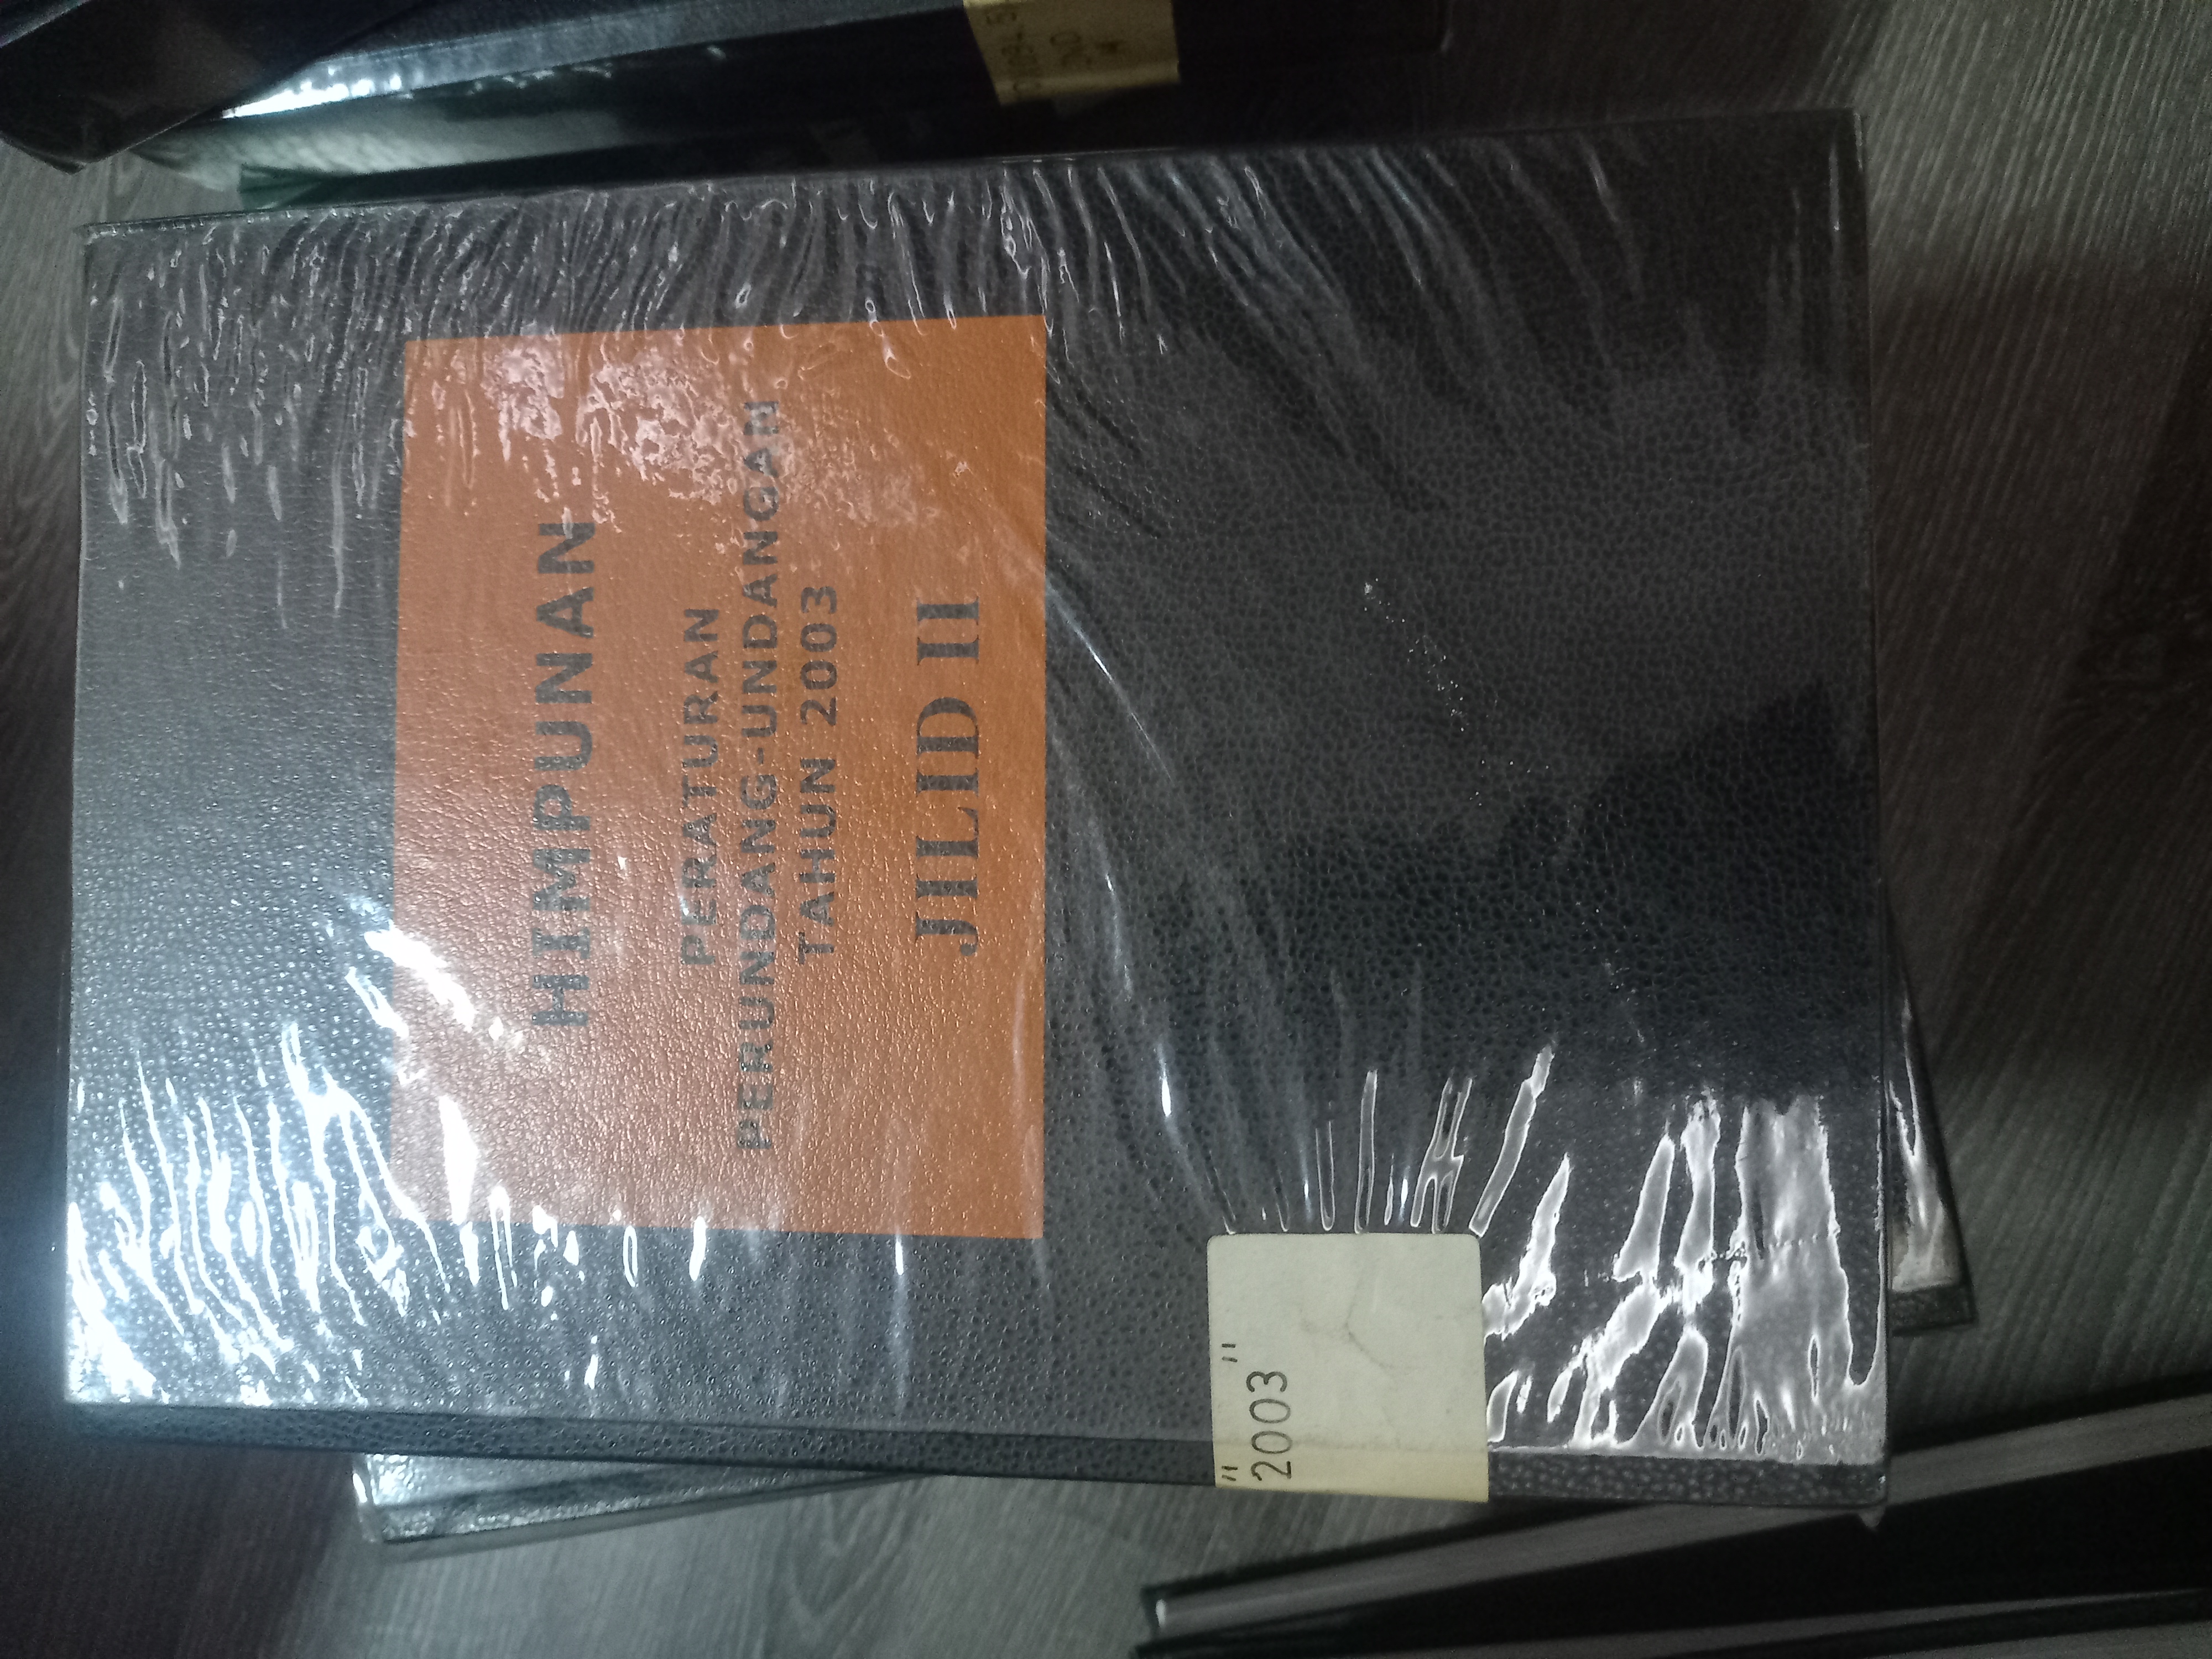 HIMPUNAN
PERATURAN
PERUNDANG-UNDANGAN
TAHUN 2003
JILID II
"2003"